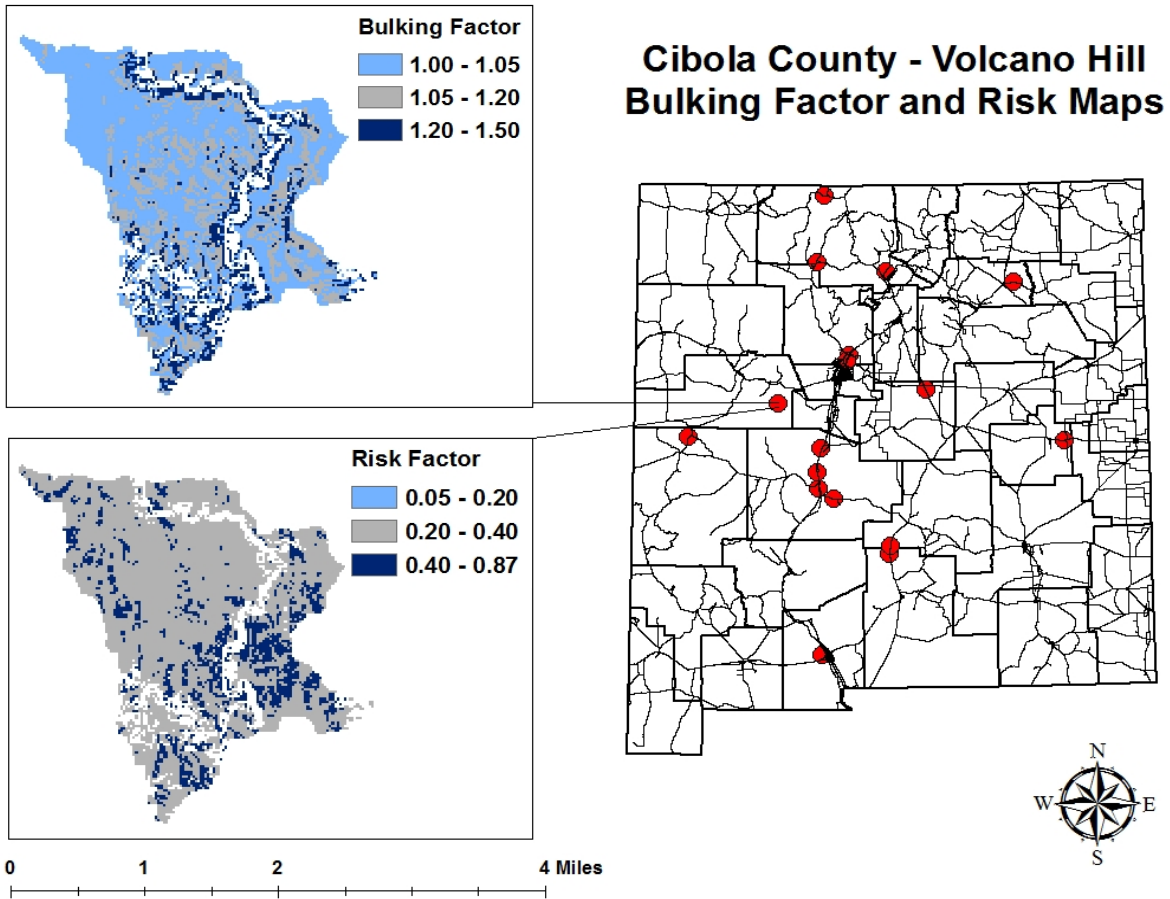 Cibola County - Volcano Hill
Bulking Factor and Risk Maps
Bulking Factor
1.00 - 1.05
1.05 - 1.20
1.20 - 1.50
Risk Factor
0.05 - 0.20
0.20 - 0.40
0.40 - 0.87
0 1 2 4 Miles
N
W E
S